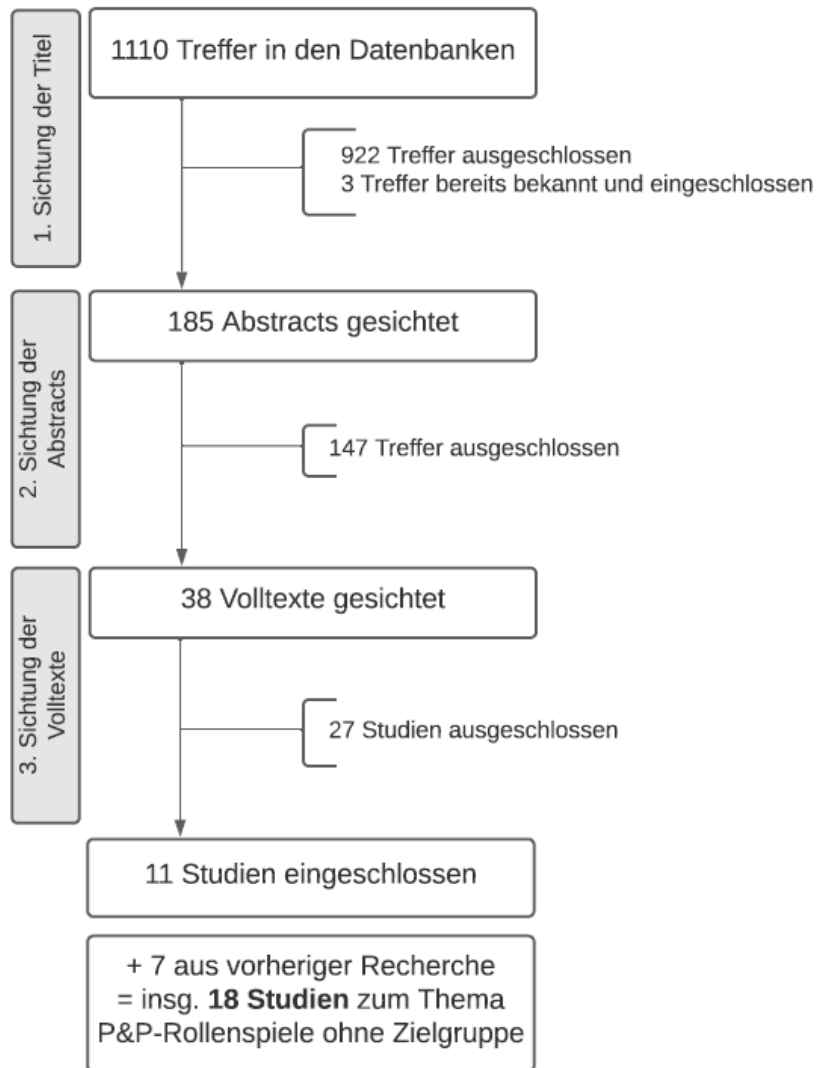 1. Sichtung der Titel
1110 Treffer in den Datenbanken
922 Treffer ausgeschlossen
3 Treffer bereits bekannt und eingeschlossen
2. Sichtung der
Abstracts
185 Abstracts gesichtet
147 Treffer ausgeschlossen
3. Sichtung der
Volltexte
38 Volltexte gesichtet
27 Studien ausgeschlossen
11 Studien eingeschlossen
+ 7 aus vorheriger Recherche
= insg. 18 Studien zum Thema
P&P-Rollenspiele ohne Zielgruppe